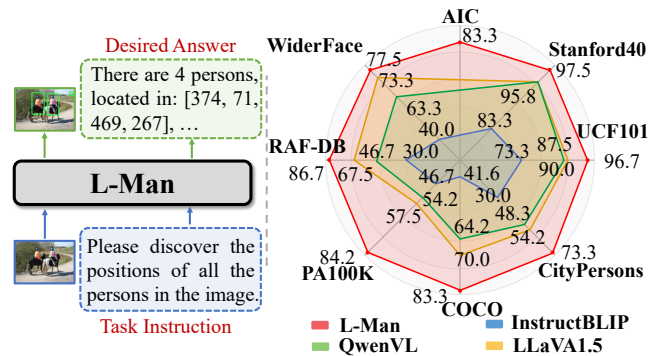 Desired Answer
There are 4 persons,
located in: [374, 71,
469, 267], …
L-Man
Please discover the
positions of all the
persons in the image.
Task Instruction
AIC
83.3
WiderFace
77.5
Stanford40
97.5
73.3
95.8
63.3
83.3
40.0
UCF101
87.5
RAF-DB
46.7
30.0
73.3
96.7
86.7
67.5
90.0
46.7
41.6
54.2
30.0
57.5
48.3
64.2
54.2
84.2
70.0
73.3
PA100K
CityPersons
83.3
COCO
L-Man
InstructBLIP
QwenVL
LLaVA1.5